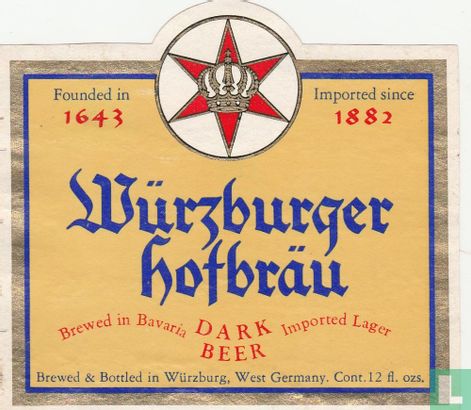 Founded in
1643
Imported since
1882
Würzburger
Hofbräu
Brewed in Bavaria DARK Imported Lager
BEER
Brewed & Bottled in Würzburg, West Germany. Cont. 12 fl. ozs.